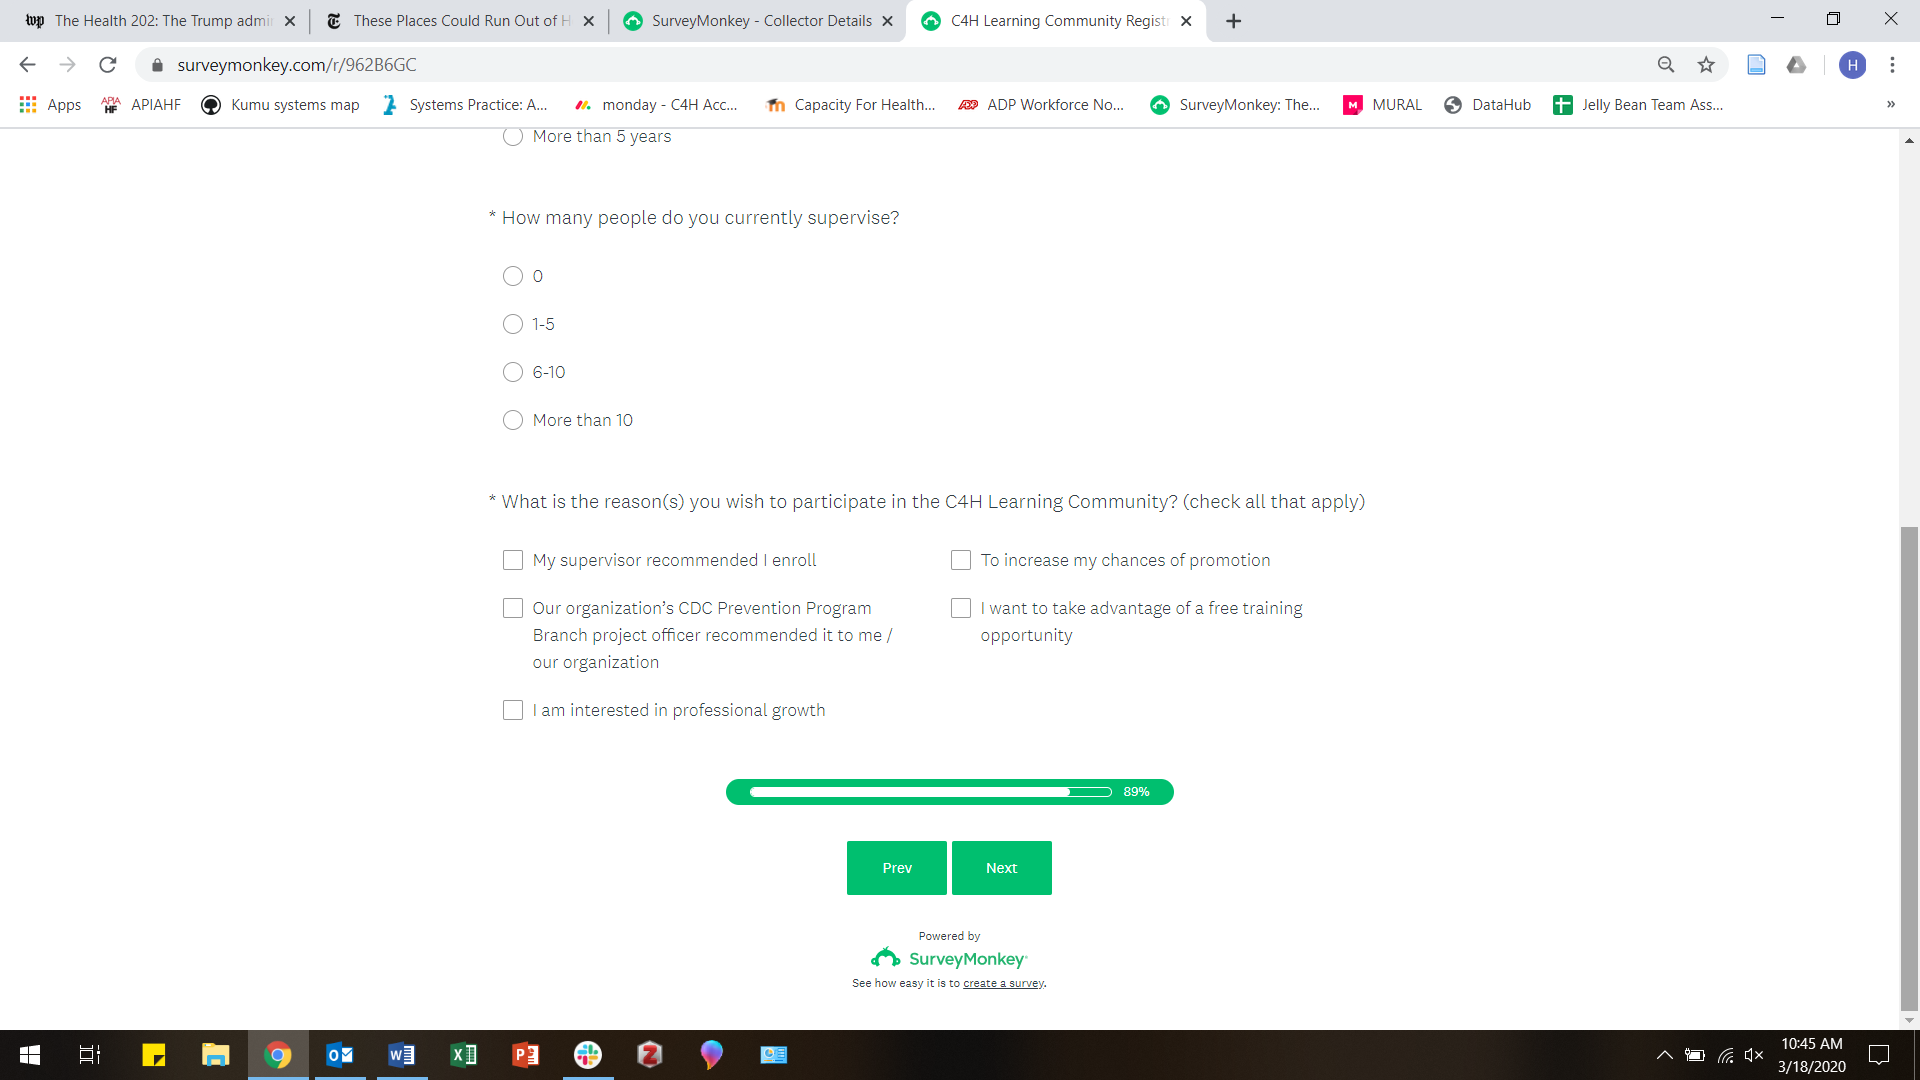 The Health 202: The Trump admi
These Places Could Run Out of H
SurveyMonkey - Collector Details
C4H Learning Community Registr
surveymonkey.com/r/962B6GC
H
Apps
APIA HF
APIAHF
Kumu systems map
Systems Practice: A...
monday - C4H Acc...
Capacity For Health...
ADP
ADP Workforce No...
SurveyMonkey: The...
M
MURAL
DataHub
Jelly Bean Team Ass...
»
More than 5 years
* How many people do you currently supervise?
0
1-5
6-10
More than 10
* What is the reason(s) you wish to participate in the C4H Learning Community? (check all that apply)
My supervisor recommended I enroll
To increase my chances of promotion
Our organization’s CDC Prevention Program
Branch project officer recommended it to me /
our organization
I want to take advantage of a free training
opportunity
I am interested in professional growth
89%
Prev
Next
Powered by
SurveyMonkey
See how easy it is to create a survey.
10:45 AM
3/18/2020